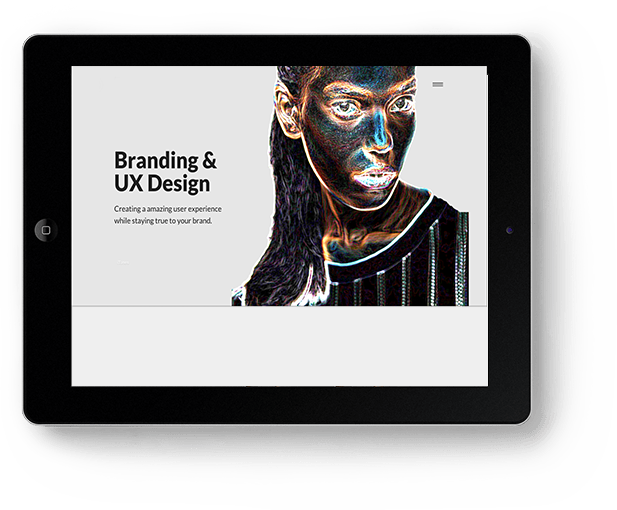 Branding &
UX Design
Creating a amazing user experience
while staying true to your brand.